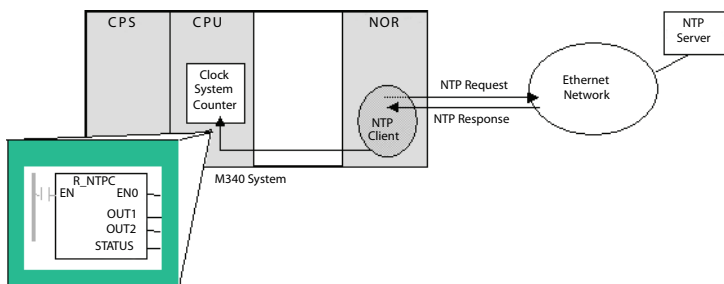 CPS
CPU
NOR
NTP
Server
Clock
System
Counter
NTP Request
Ethernet
Network
NTP
Client
NTP Response
M340 System
R_NTPC
EN
EN0
OUT1
OUT2
STATUS